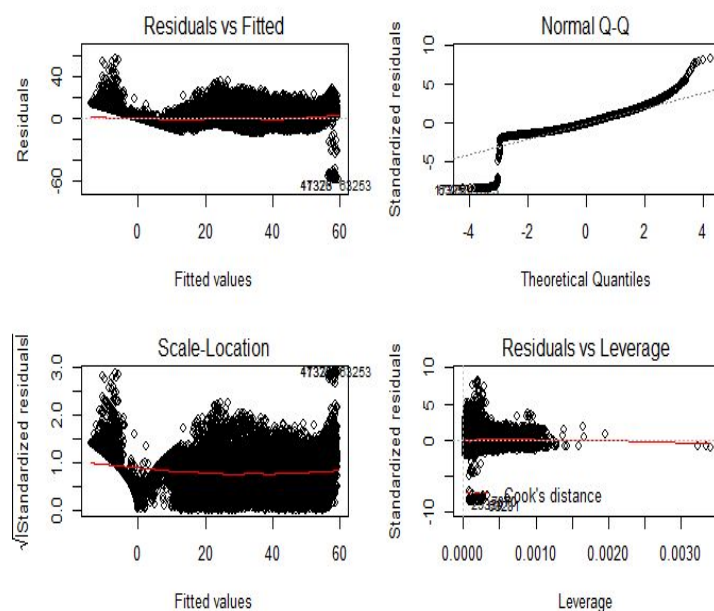 Residuals vs Fitted
Residuals
40
0
-60
0
20
40
60
Fitted values
Normal Q-Q
Standardized residuals
10
5
0
-5
-4
-2
0
2
4
Theoretical Quantiles
Scale-Location
√|Standardized residuals|
3.0
2.0
1.0
0.0
0
20
40
60
Fitted values
Residuals vs Leverage
Standardized residuals
10
5
0
-5
-10
Cook's distance
0.0000
0.0010
0.0020
0.0030
Leverage